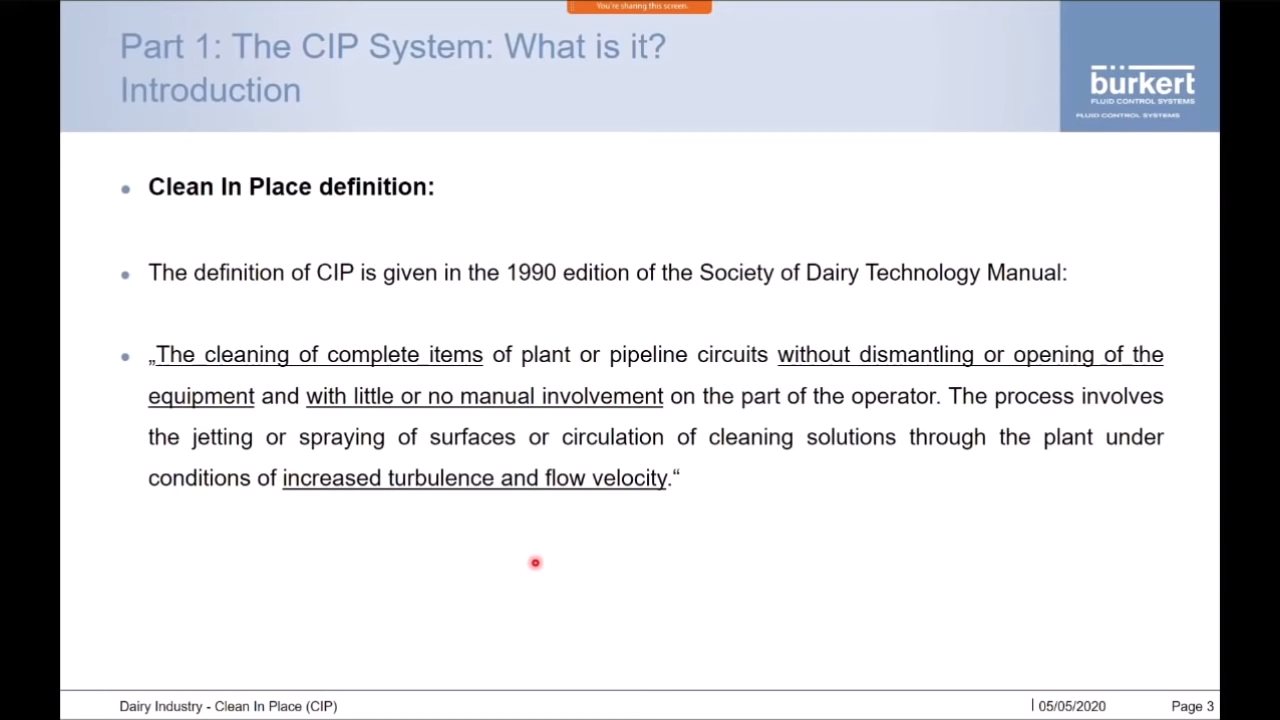 You're sharing this screen.
Part 1: The CIP System: What is it?
Introduction
burkert
FLUID CONTROL SYSTEMS
FLUID CONTROL SYSTEMS
• Clean In Place definition:
• The definition of CIP is given in the 1990 edition of the Society of Dairy Technology Manual:
• „The cleaning of complete items of plant or pipeline circuits without dismantling or opening of the
equipment and with little or no manual involvement on the part of the operator. The process involves
the jetting or spraying of surfaces or circulation of cleaning solutions through the plant under
conditions of increased turbulence and flow velocity.“
Dairy Industry - Clean In Place (CIP)
05/05/2020
Page 3